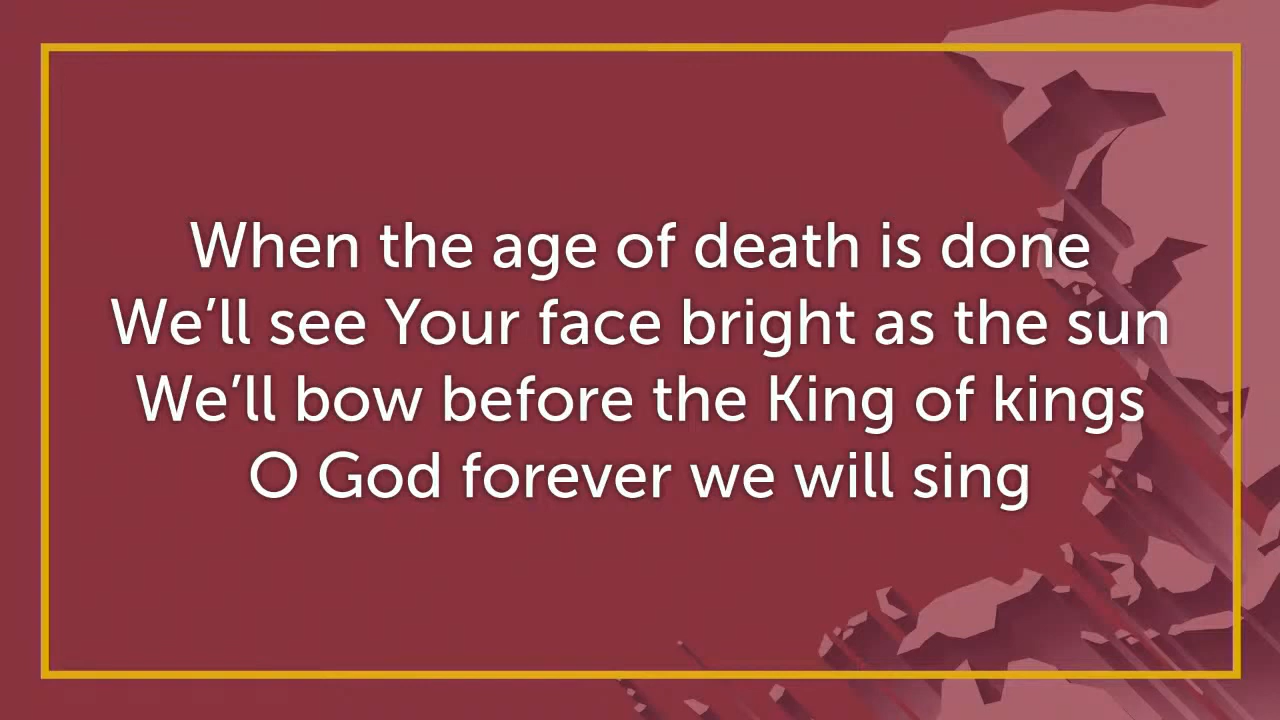 When the age of death is done
We’ll see Your face bright as the sun
We’ll bow before the King of kings
O God forever we will sing